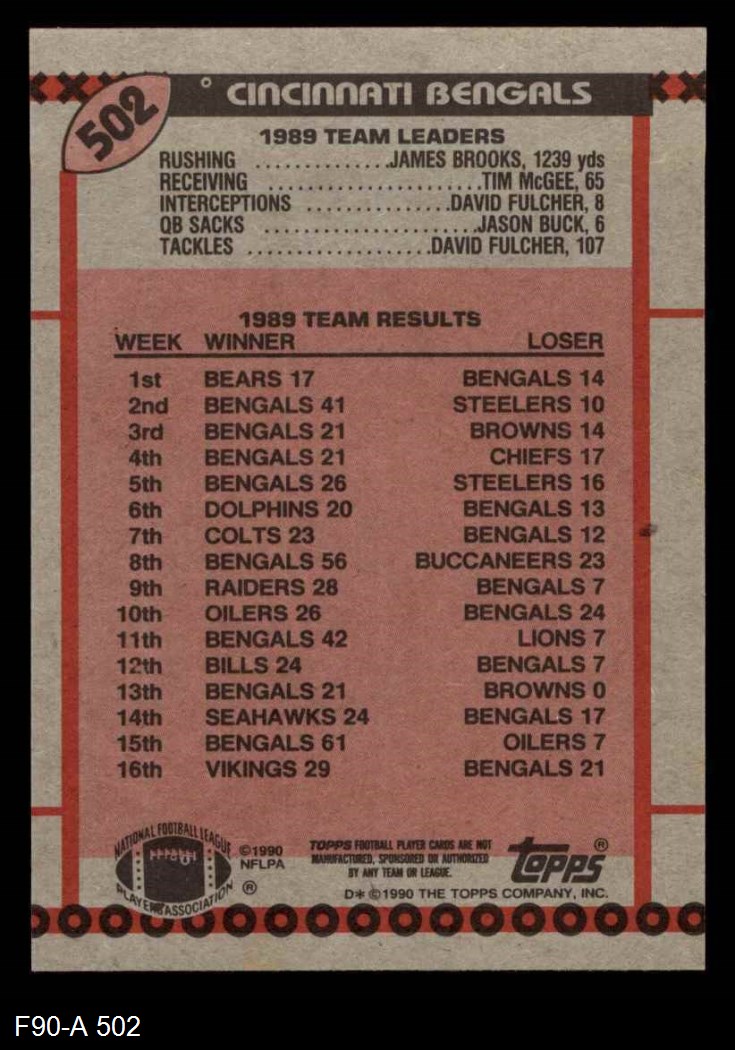 502
CINCINNATI BENGALS
1989 TEAM LEADERS
RUSHING ..............JAMES BROOKS, 1239 yds
RECEIVING ......................TIM McGEE, 65
INTERCEPTIONS ...............DAVID FULCHER, 8
QB SACKS ......................JASON BUCK, 6
TACKLES ...................DAVID FULCHER, 107
1989 TEAM RESULTS
WEEK WINNER LOSER
1st BEARS 17 BENGALS 14
2nd BENGALS 41 STEELERS 10
3rd BENGALS 21 BROWNS 14
4th BENGALS 21 CHIEFS 17
5th BENGALS 26 STEELERS 16
6th DOLPHINS 20 BENGALS 13
7th COLTS 23 BENGALS 12
8th BENGALS 56 BUCCANEERS 23
9th RAIDERS 28 BENGALS 7
10th OILERS 26 BENGALS 24
11th BENGALS 42 LIONS 7
12th BILLS 24 BENGALS 7
13th BENGALS 21 BROWNS 0
14th SEAHAWKS 24 BENGALS 17
15th BENGALS 61 OILERS 7
16th VIKINGS 29 BENGALS 21
NATIONAL FOOTBALL LEAGUE
PLAYERS ASSOCIATION
®
©1990
NFLPA
TOPPS FOOTBALL PLAYER CARDS ARE NOT
MANUFACTURED, SPONSORED OR AUTHORIZED
BY ANY TEAM OR LEAGUE.
TOPPS ®
D* © 1990 THE TOPPS COMPANY, INC.
F90-A 502